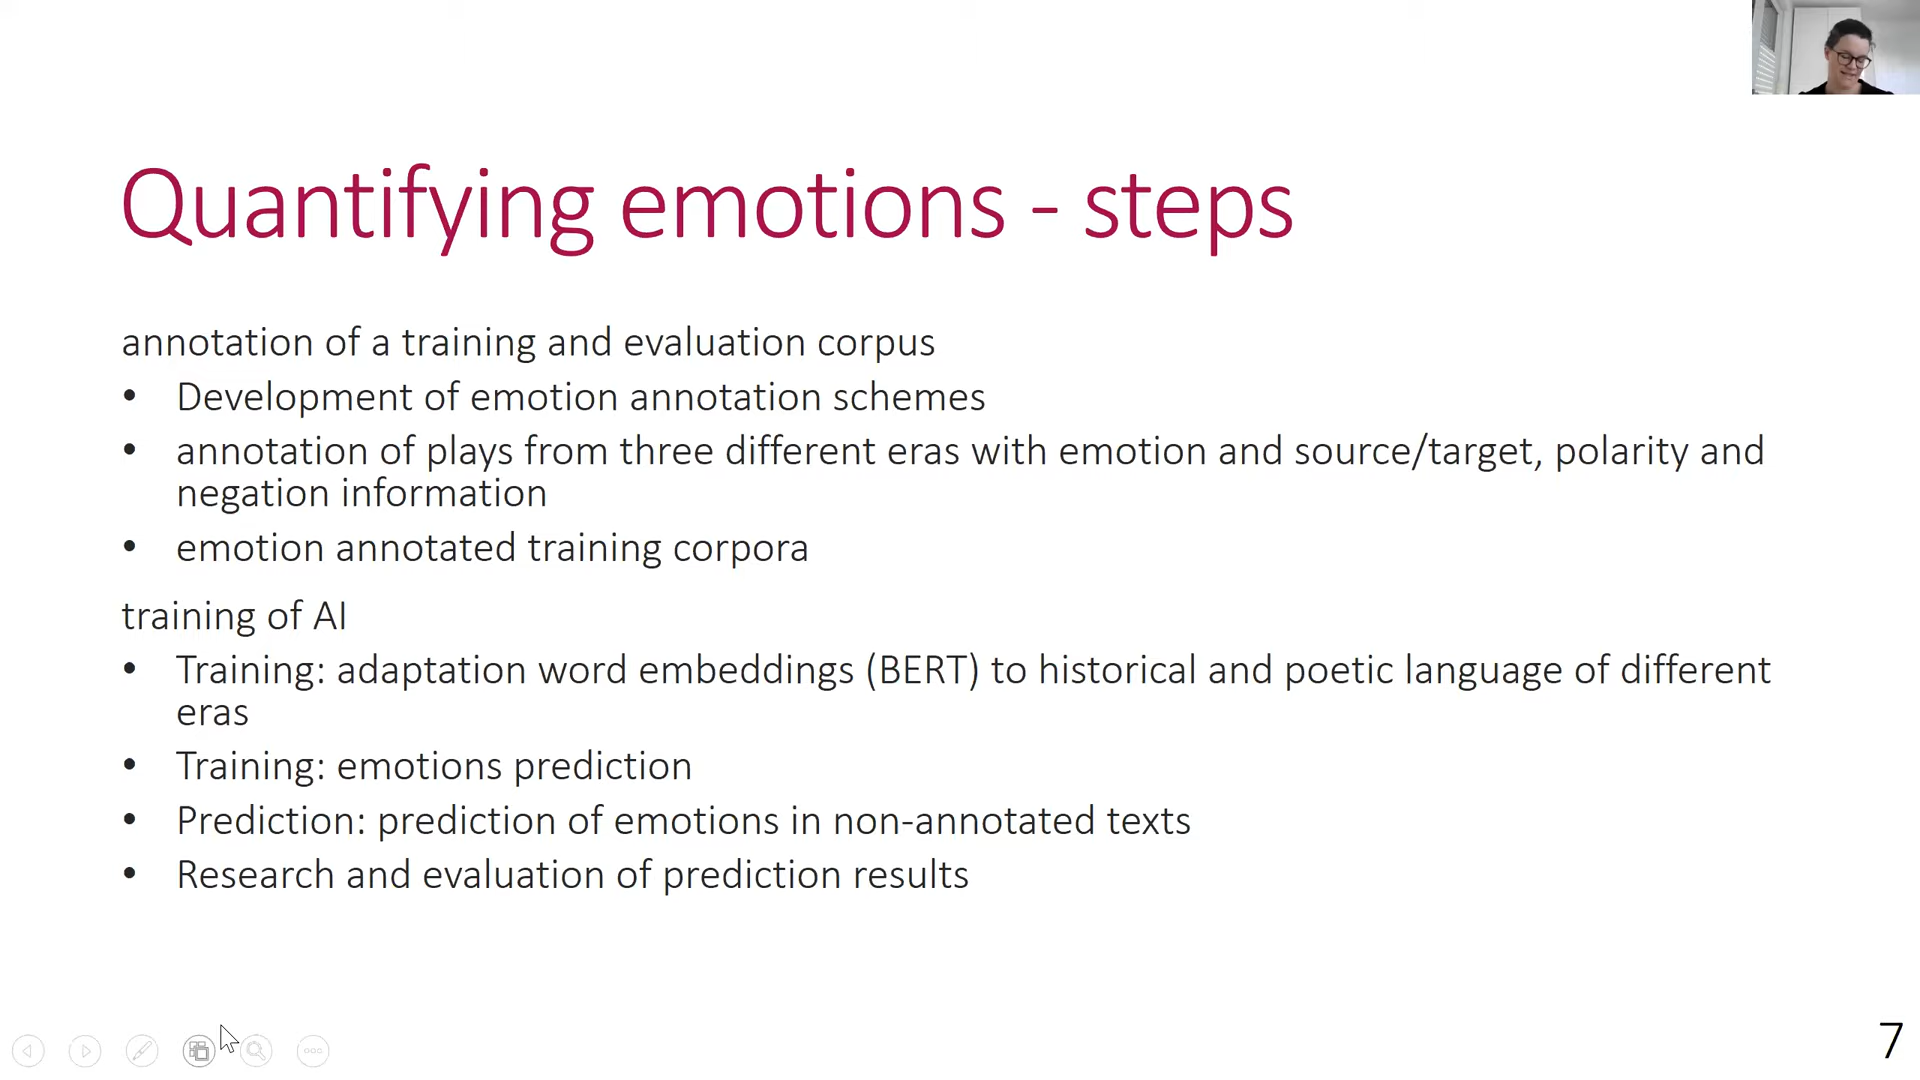 Quantifying emotions - steps
annotation of a training and evaluation corpus
• Development of emotion annotation schemes
• annotation of plays from three different eras with emotion and source/target, polarity and
negation information
• emotion annotated training corpora
training of AI
• Training: adaptation word embeddings (BERT) to historical and poetic language of different
eras
• Training: emotions prediction
• Prediction: prediction of emotions in non-annotated texts
• Research and evaluation of prediction results
7